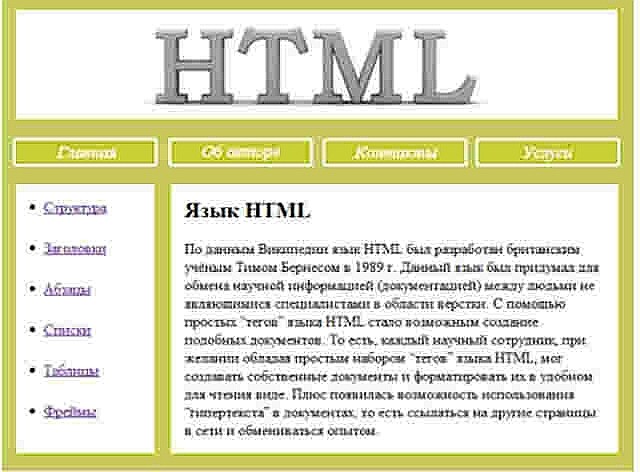 HTML
Главная
Об авторе
Контакты
Услуги
Структура
Заголовки
Абзацы
Списки
Таблицы
Фреймы
Язык HTML
По данным Википедии язык HTML был разработан британским
учёным Тимом Бернесом в 1989 г. Данный язык был придуман для
обмена научной информацией (документацией) между людьми не
являющимися специалистами в области верстки. С помощью
простых “тегов” языка HTML стало возможным создание
подобных документов. То есть, каждый научный сотрудник, при
желании обладая простым набором “тегов” языка HTML, мог
создавать собственные документы и форматировать их в удобном
для чтения виде. Плюс появилась возможность использования
“гипертекста” в документах, то есть ссылаться на другие страницы
в сети и обмениваться опытом.